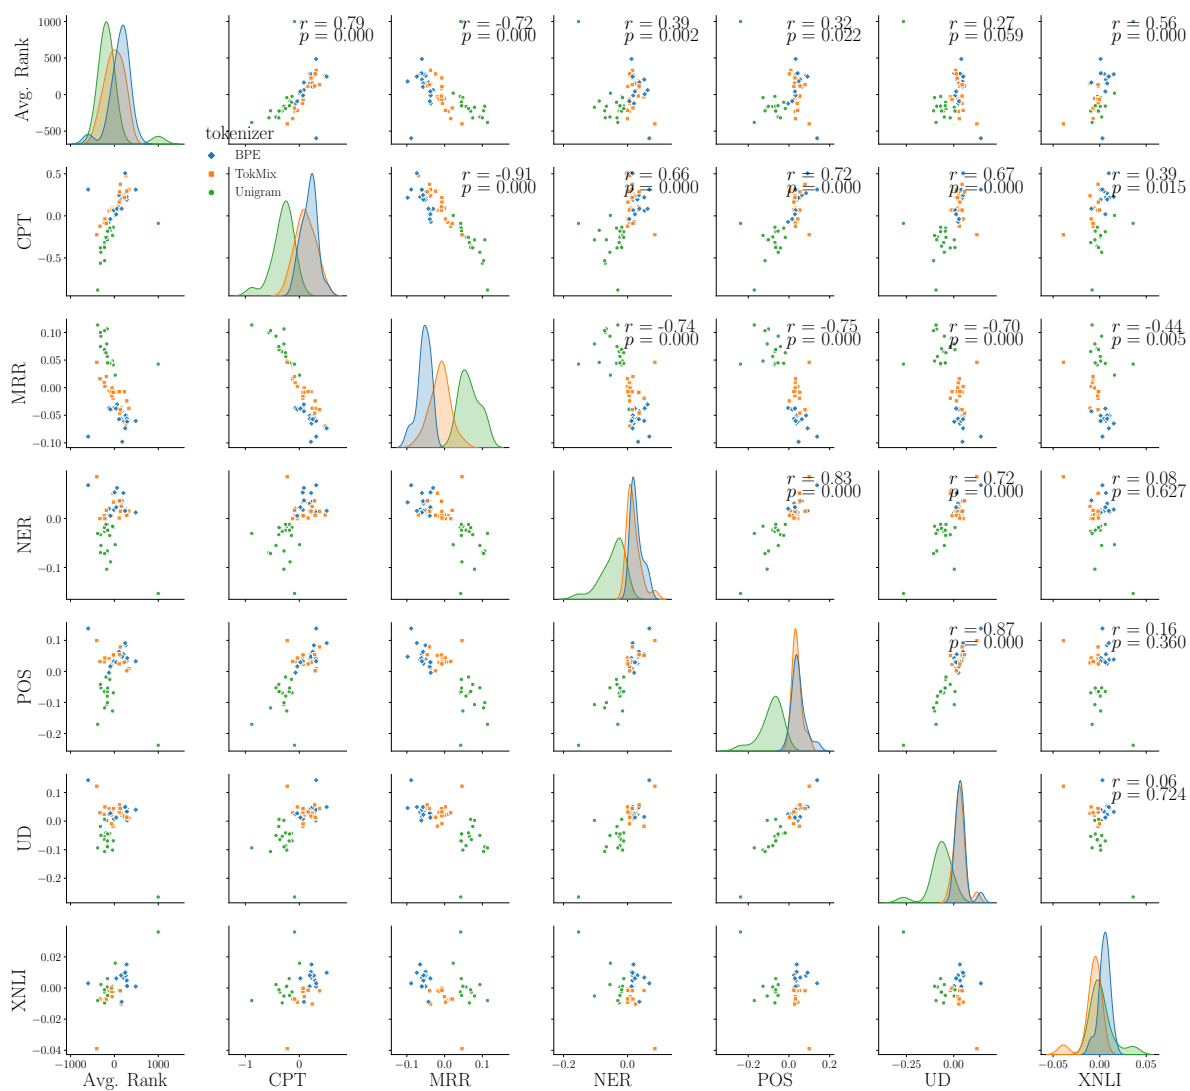 1000
500
0
−500
Avg. Rank
r = 0.79
p = 0.000
r = -0.72
p = 0.000
r = 0.39
p = 0.002
r = 0.32
p = 0.022
r = 0.27
p = 0.059
r = 0.56
p = 0.000
tokenizer
BPE
TokMix
Unigram
0.5
0.0
−0.5
CPT
r = -0.91
p = 0.000
r = 0.66
p = 0.000
r = 0.72
p = 0.000
r = 0.67
p = 0.000
r = 0.39
p = 0.015
0.10
0.05
0.00
−0.05
−0.10
MRR
r = -0.74
p = 0.000
r = -0.75
p = 0.000
r = -0.70
p = 0.000
r = -0.44
p = 0.005
0.0
−0.1
NER
r = 0.83
p = 0.000
r = 0.72
p = 0.000
r = 0.08
p = 0.627
0.1
0.0
−0.1
−0.2
POS
r = 0.87
p = 0.000
r = 0.16
p = 0.360
0.1
0.0
−0.1
−0.2
UD
r = 0.06
p = 0.724
0.02
0.00
−0.02
−0.04
XNLI
−1000 0 1000
0
−0.1 0.0 0.1
−0.2 0.0
−0.2 0.0 0.2
−0.25 0.00
−0.05 0.00 0.05
Avg. Rank CPT MRR NER POS UD XNLI